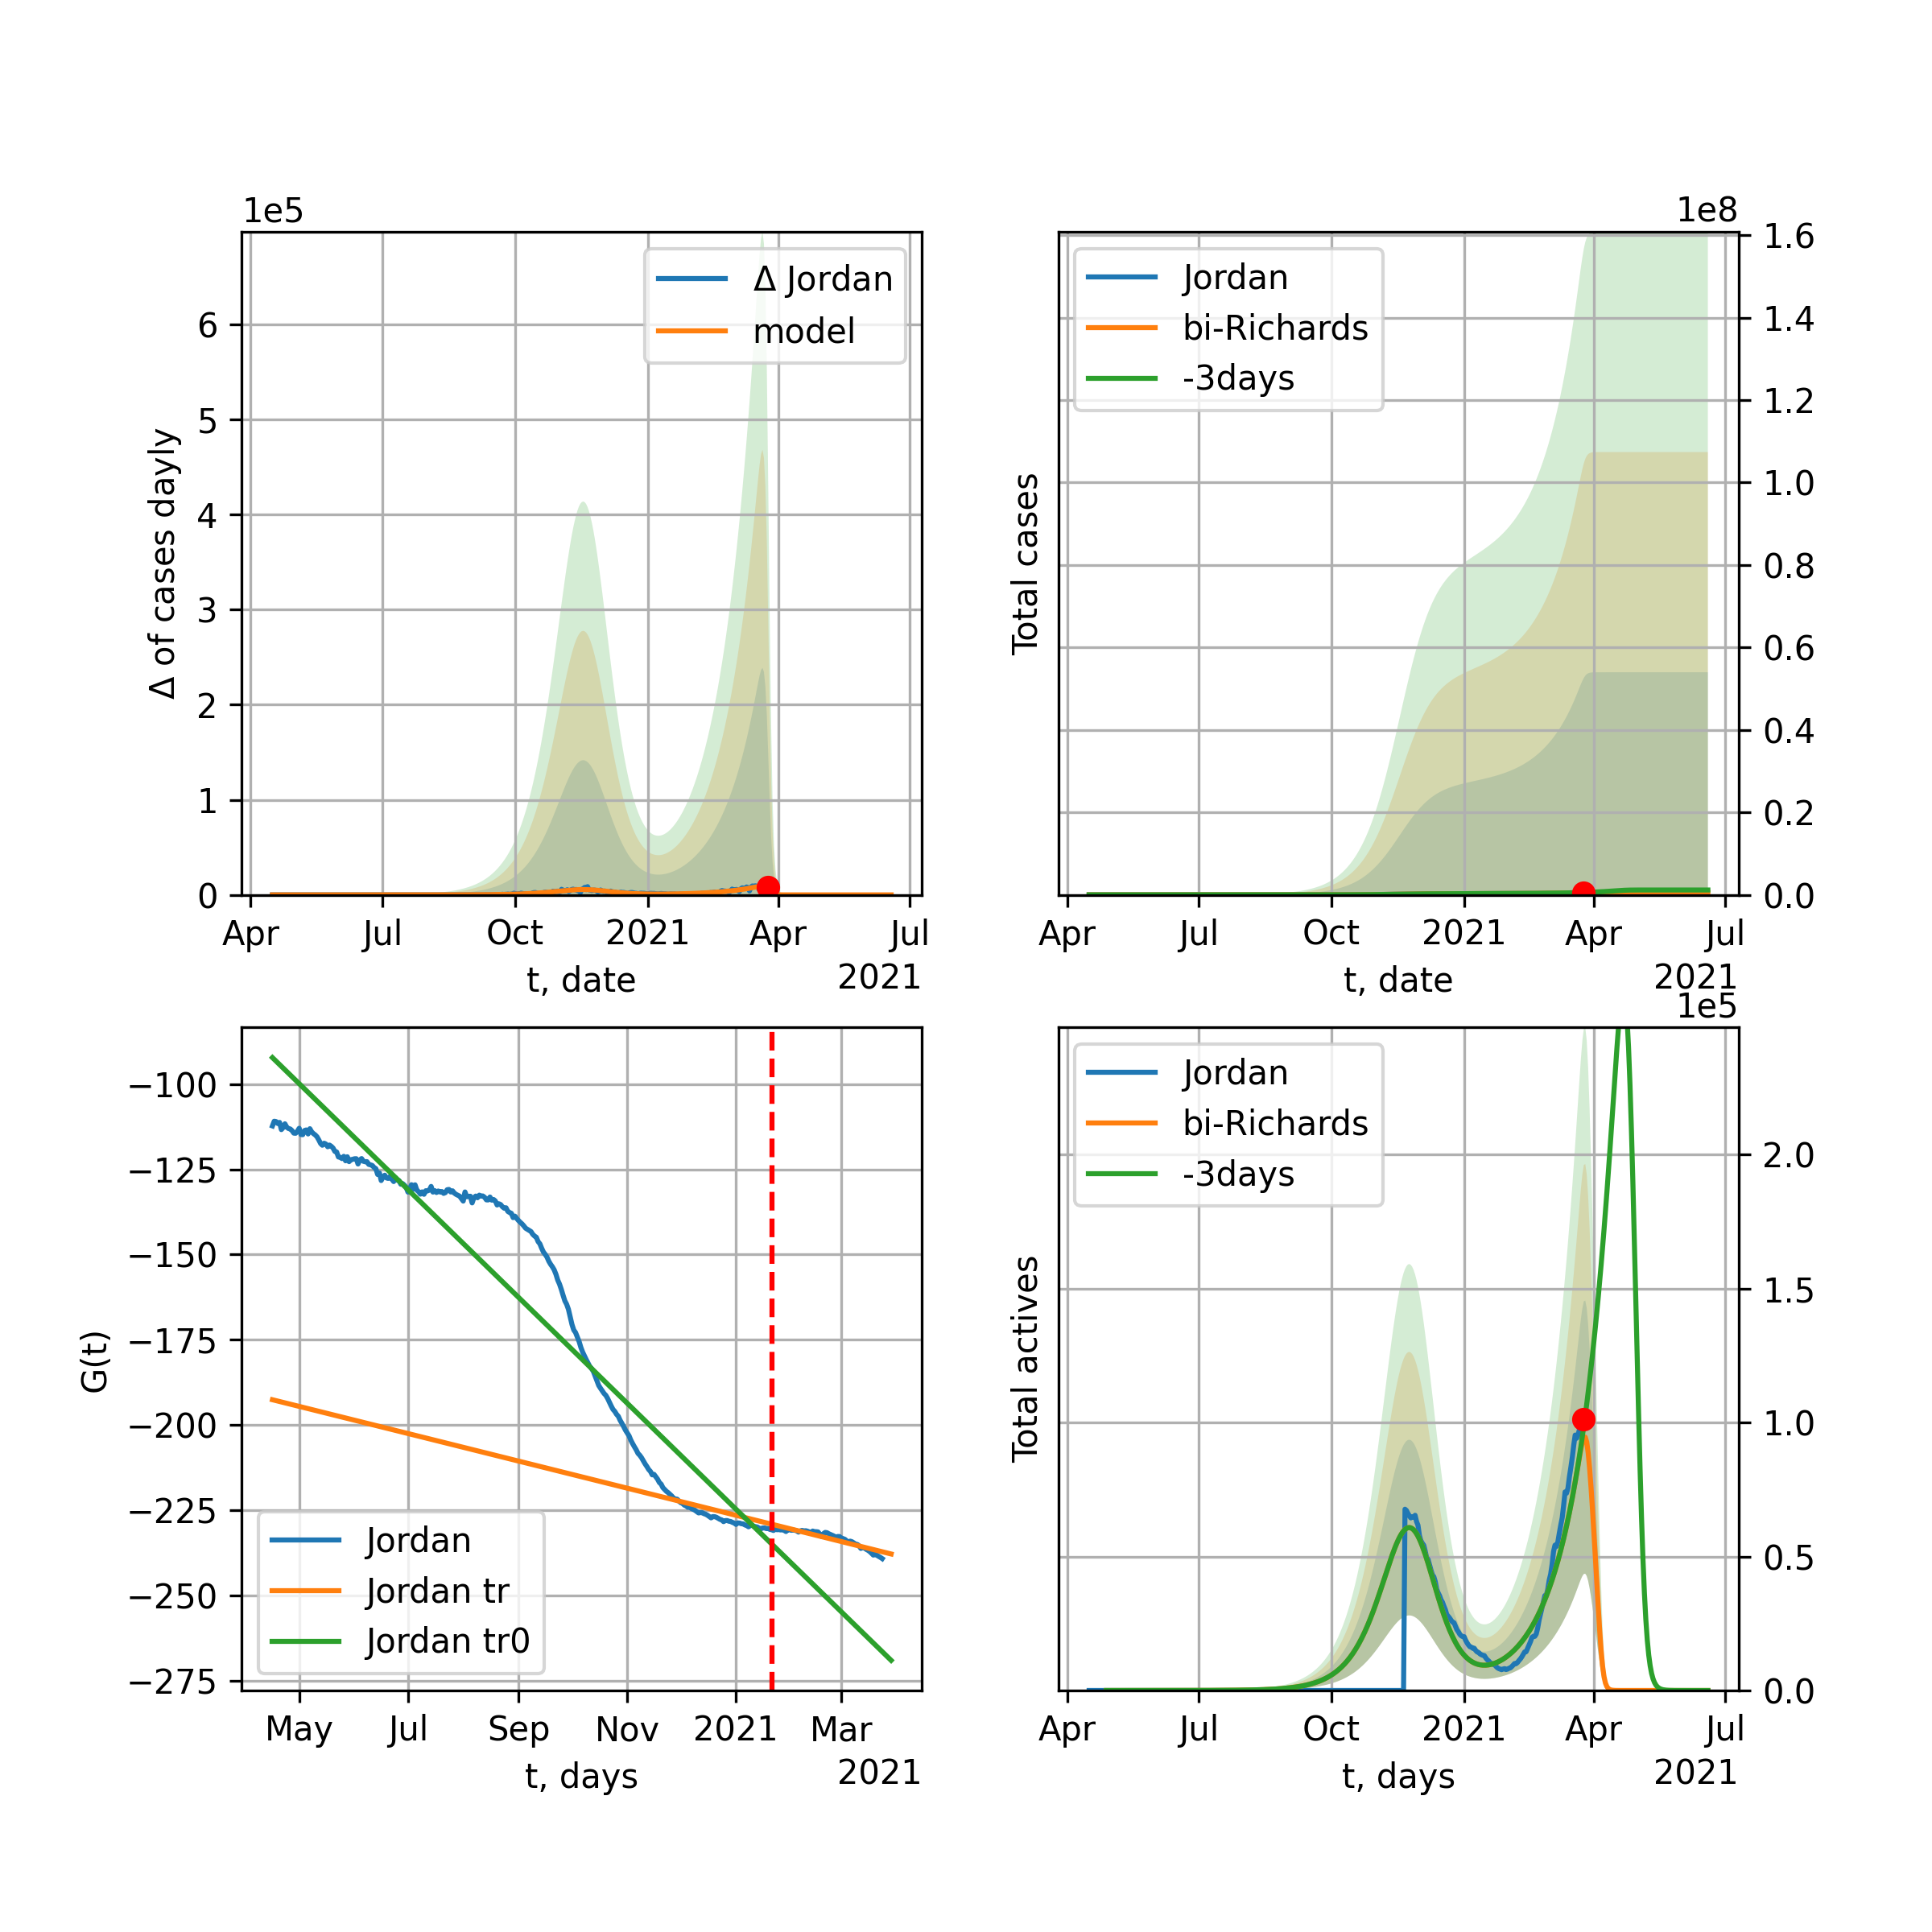 1e5
Δ of cases dayly
6
5
4
3
2
1
0
Δ Jordan
model
Apr
Jul
Oct
2021
Apr
Jul
t, date
2021
1e8
Total cases
Jordan
bi-Richards
-3days
1.6
1.4
1.2
1.0
0.8
0.6
0.4
0.2
0.0
Apr
Jul
Oct
2021
Apr
Jul
t, date
2021
G(t)
−100
−125
−150
−175
−200
−225
−250
−275
Jordan
Jordan tr
Jordan tr0
May
Jul
Sep
Nov
2021
Mar
t, days
2021
1e5
Total actives
Jordan
bi-Richards
-3days
2.0
1.5
1.0
0.5
0.0
Apr
Jul
Oct
2021
Apr
Jul
t, days
2021